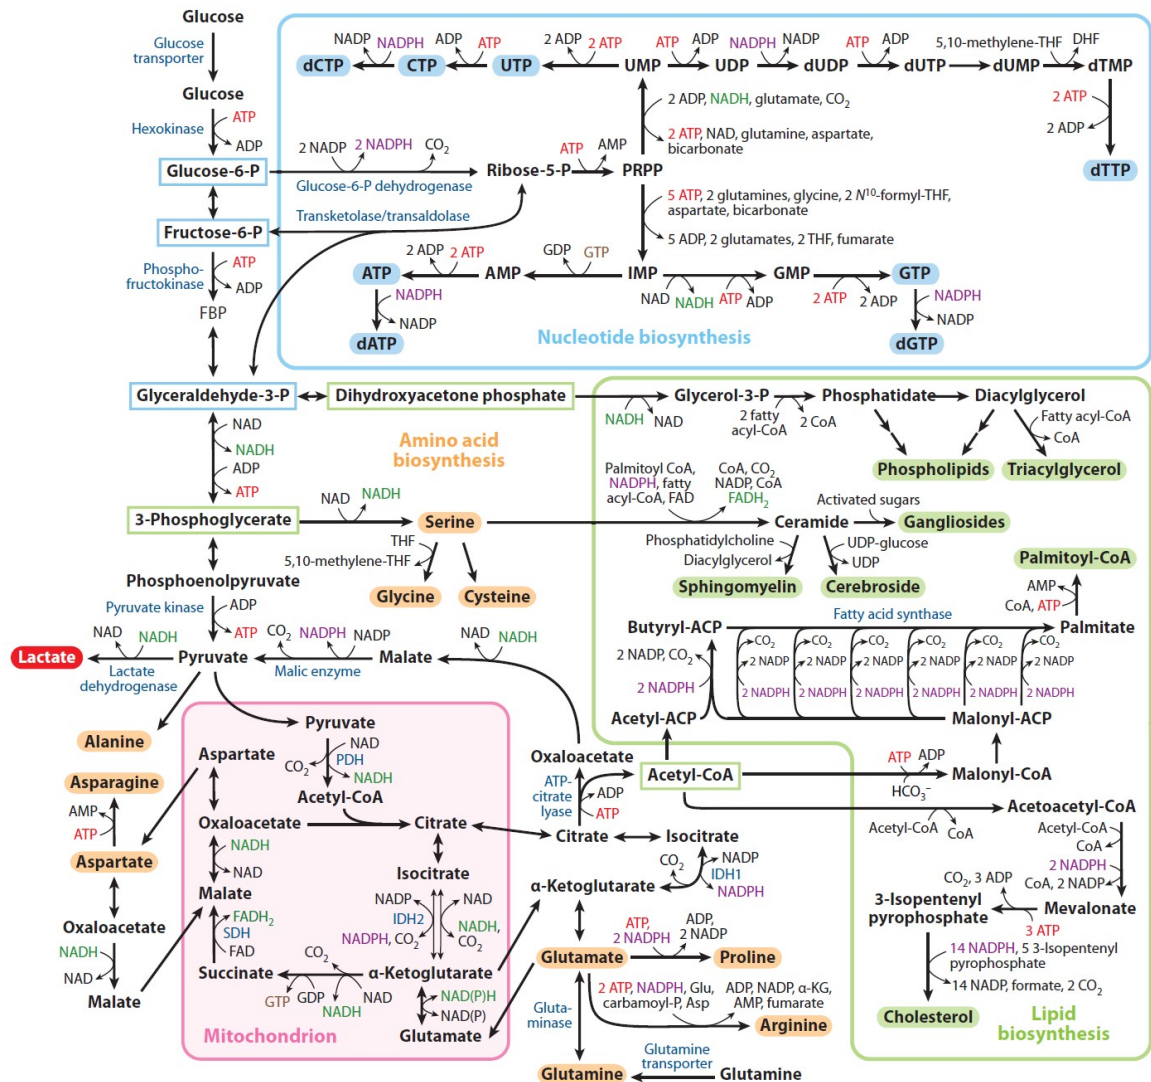 Glucose
Glucose
transporter
Glucose
Hexokinase
ATP
ADP
Glucose-6-P
Fructose-6-P
Phospho-
fructokinase
ATP
ADP
FBP
2 NADP
2 NADPH
CO₂
Glucose-6-P dehydrogenase
Transketolase/transaldolase
Ribose-5-P
ATP
AMP
PRPP
NADP
NADPH
ADP
ATP
2 ADP
2 ATP
ATP
ADP
NADPH
NADP
ATP
ADP
5,10-methylene-THF
DHF
dCTP
CTP
UTP
UMP
UDP
dUDP
dUTP
dUMP
dTMP
2 ADP, NADH, glutamate, CO₂
2 ATP, NAD, glutamine, aspartate,
bicarbonate
2 ATP
2 ADP
dTTP
5 ATP, 2 glutamines, glycine, 2 N¹⁰-formyl-THF,
aspartate, bicarbonate
5 ADP, 2 glutamates, 2 THF, fumarate
2 ADP
2 ATP
GDP
GTP
ATP
AMP
IMP
GMP
GTP
NAD
NADH
ATP
ADP
2 ATP
2 ADP
NADPH
NADP
dATP
NADPH
NADP
dGTP
Nucleotide biosynthesis
Glyceraldehyde-3-P
Dihydroxyacetone phosphate
NADH
NAD
Glycerol-3-P
2 fatty
acyl-CoA
2 CoA
Phosphatidate
Diacylglycerol
Fatty acyl-CoA
CoA
Phospholipids
Triacylglycerol
NAD
NADH
ADP
ATP
Amino acid
biosynthesis
3-Phosphoglycerate
NAD
NADH
Serine
THF
5,10-methylene-THF
Glycine
Cysteine
Palmitoyl CoA,
NADPH, fatty
acyl-CoA, FAD
CoA, CO₂
NADP, CoA
FADH₂
Ceramide
Activated sugars
Gangliosides
Phosphatidylcholine
Diacylglycerol
UDP-glucose
UDP
Sphingomyelin
Cerebroside
Palmitoyl-CoA
AMP
CoA, ATP
Phosphoenolpyruvate
Pyruvate kinase
ADP
ATP
Lactate
NAD
NADH
Lactate
dehydrogenase
Pyruvate
CO₂
NADPH
NADP
Malic enzyme
Malate
NAD
NADH
Butyryl-ACP
Fatty acid synthase
Palmitate
2 NADP, CO₂
2 NADPH
CO₂
2 NADP
2 NADPH
CO₂
2 NADP
2 NADPH
CO₂
2 NADP
2 NADPH
CO₂
2 NADP
2 NADPH
CO₂
2 NADP
2 NADPH
CO₂
2 NADP
2 NADPH
Acetyl-ACP
Malonyl-ACP
Alanine
Asparagine
AMP
ATP
Aspartate
Oxaloacetate
NADH
NAD
Malate
Pyruvate
NAD
PDH
CO₂
NADH
Acetyl-CoA
Aspartate
Oxaloacetate
Citrate
NADH
NAD
Malate
FADH₂
SDH
FAD
Succinate
Isocitrate
NADP
IDH2
NADPH, CO₂
NAD
NADH,
CO₂
α-Ketoglutarate
CO₂
GTP
GDP
NADH
NAD
NAD(P)H
NAD(P)
Glutamate
Mitochondrion
Oxaloacetate
ATP-
citrate
lyase
ADP
ATP
Citrate
Isocitrate
Acetyl-CoA
ATP
ADP
HCO₃⁻
Malonyl-CoA
Acetyl-CoA
CoA
Acetoacetyl-CoA
Acetyl-CoA
CoA
2 NADPH
CoA, 2 NADP
Mevalonate
CO₂, 3 ADP
3 ATP
3-Isopentenyl
pyrophosphate
14 NADPH, 5 3-Isopentenyl
pyrophosphate
14 NADP, formate, 2 CO₂
Cholesterol
Lipid
biosynthesis
CO₂
NADP
IDH1
NADPH
α-Ketoglutarate
Glutamate
ATP,
2 NADPH
ADP,
2 NADP
Proline
2 ATP, NADPH, Glu,
carbamoyl-P, Asp
ADP, NADP, α-KG,
AMP, fumarate
Arginine
Gluta-
minase
Glutamine
Glutamine
transporter
Glutamine